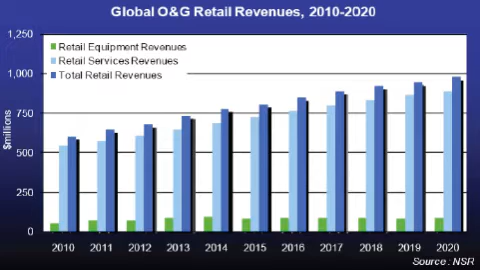 Global O&G Retail Revenues, 2010-2020
1,250
Retail Equipment Revenues
Retail Services Revenues
Total Retail Revenues
1,000
750
$millions
500
250
0
2010 2011 2012 2013 2014 2015 2016 2017 2018 2019 2020
Source: NSR